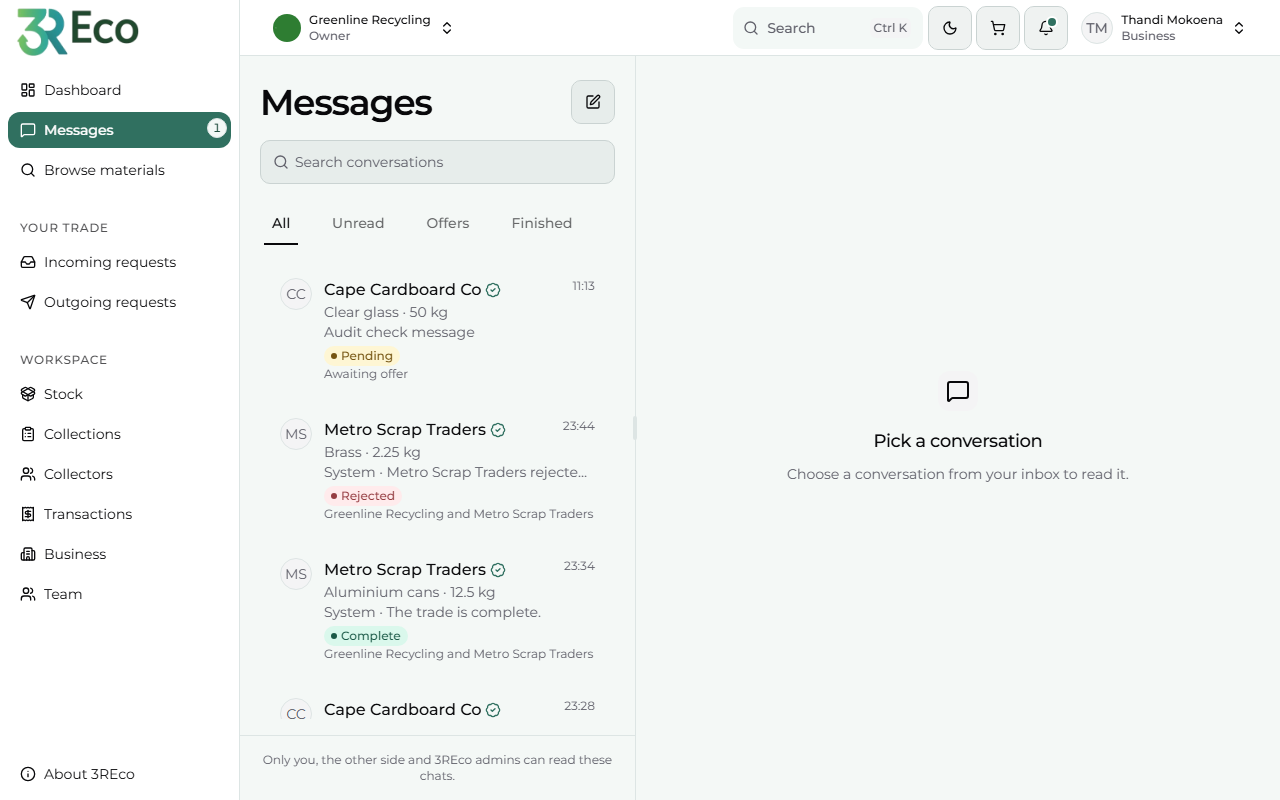 3R Eco
Greenline Recycling
Owner
Search
Ctrl K
TM
Thandi Mokoena
Business
Dashboard
Messages
1
Browse materials
YOUR TRADE
Incoming requests
Outgoing requests
WORKSPACE
Stock
Collections
Collectors
Transactions
Business
Team
About 3REco
Messages
Search conversations
All
Unread
Offers
Finished
CC
Cape Cardboard Co
11:13
Clear glass · 50 kg
Audit check message
Pending
Awaiting offer
MS
Metro Scrap Traders
23:44
Brass · 2.25 kg
System · Metro Scrap Traders rejecte...
Rejected
Greenline Recycling and Metro Scrap Traders
MS
Metro Scrap Traders
23:34
Aluminium cans · 12.5 kg
System · The trade is complete.
Complete
Greenline Recycling and Metro Scrap Traders
CC
Cape Cardboard Co
23:28
Only you, the other side and 3REco admins can read these
chats.
Pick a conversation
Choose a conversation from your inbox to read it.